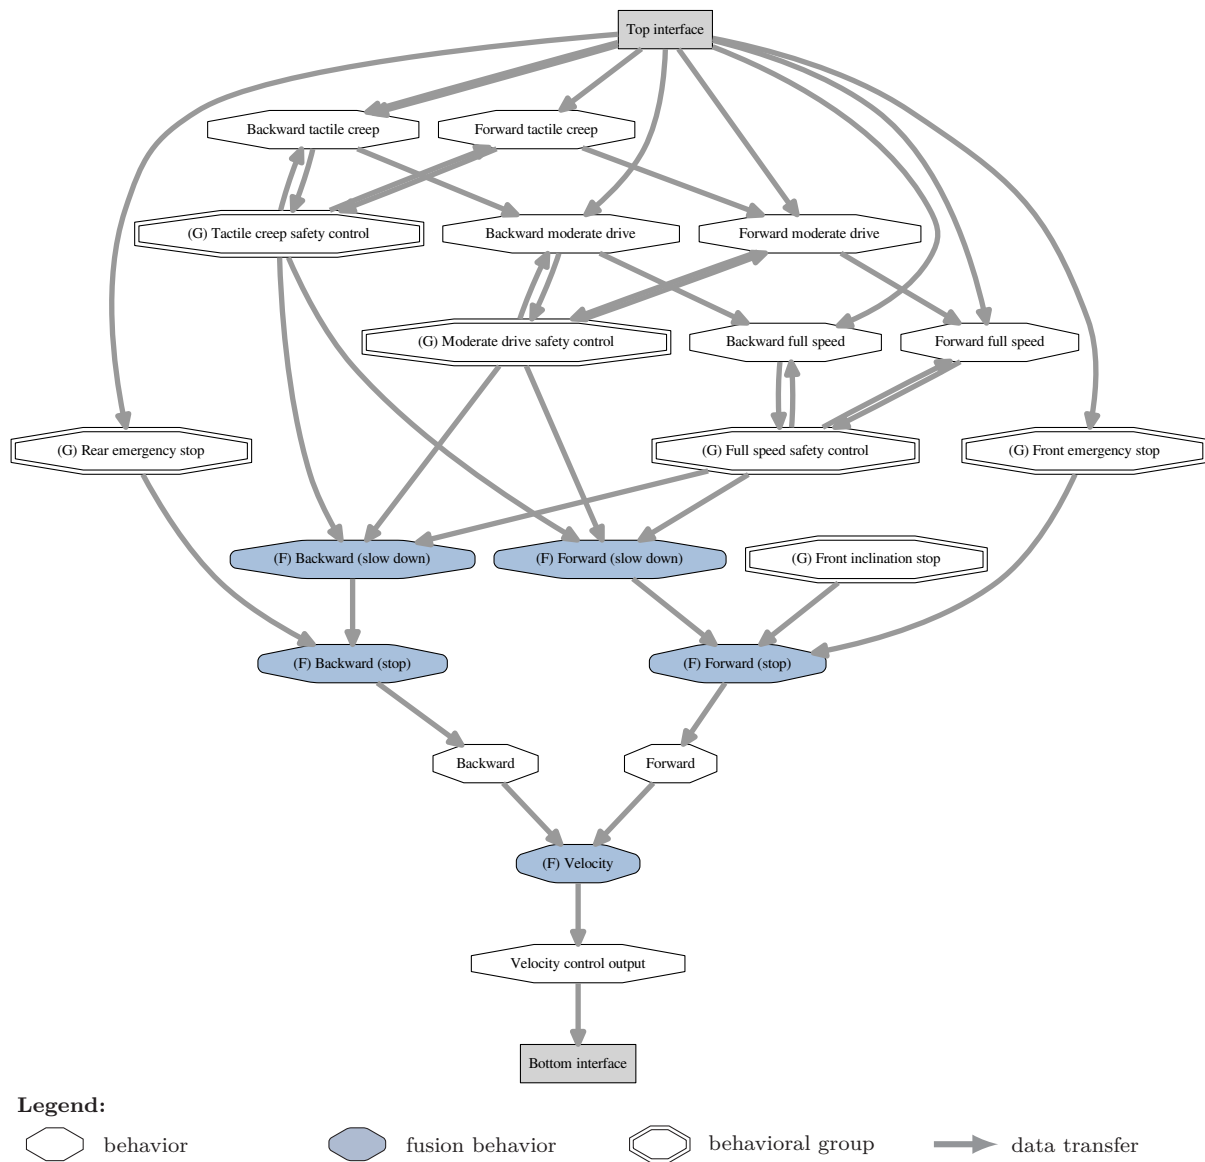 Top interface
Backward tactile creep
Forward tactile creep
(G) Tactile creep safety control
Backward moderate drive
Forward moderate drive
(G) Moderate drive safety control
Backward full speed
Forward full speed
(G) Rear emergency stop
(G) Full speed safety control
(G) Front emergency stop
(F) Backward (slow down)
(F) Forward (slow down)
(G) Front inclination stop
(F) Backward (stop)
(F) Forward (stop)
Backward
Forward
(F) Velocity
Velocity control output
Bottom interface
Legend:
behavior
fusion behavior
behavioral group
data transfer